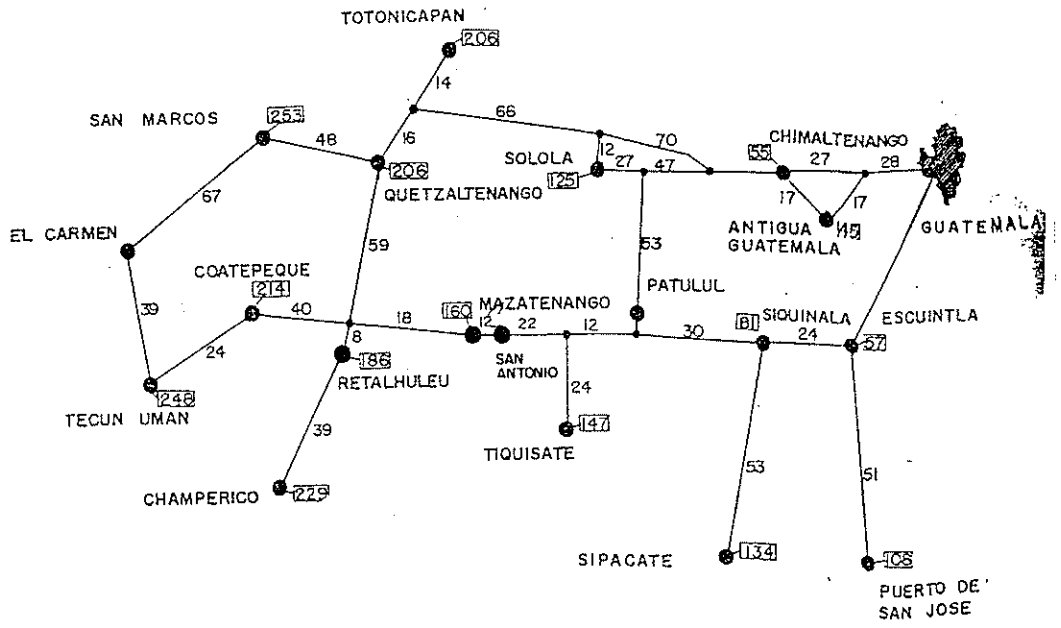 TOTONICAPAN
206
14
SAN MARCOS
253
66
48
16
12
70
CHIMALTENANGO
55
27
28
SOLOLA
27
47
206
QUETZALTENANGO
125
17
17
67
ANTIGUA
GUATEMALA
45
GUATEMALA
EL CARMEN
59
53
COATEPEQUE
214
PATULUL
39
40
18
160
MAZATENANGO
12
22
12
30
81
SIQUINALA
24
ESCUINTLA
57
24
8
186
RETALHULEU
SAN
ANTONIO
248
TECUN UMAN
24
147
TIQUISATE
39
53
51
CHAMPERICO
229
SIPACATE
134
PUERTO DE
SAN JOSE